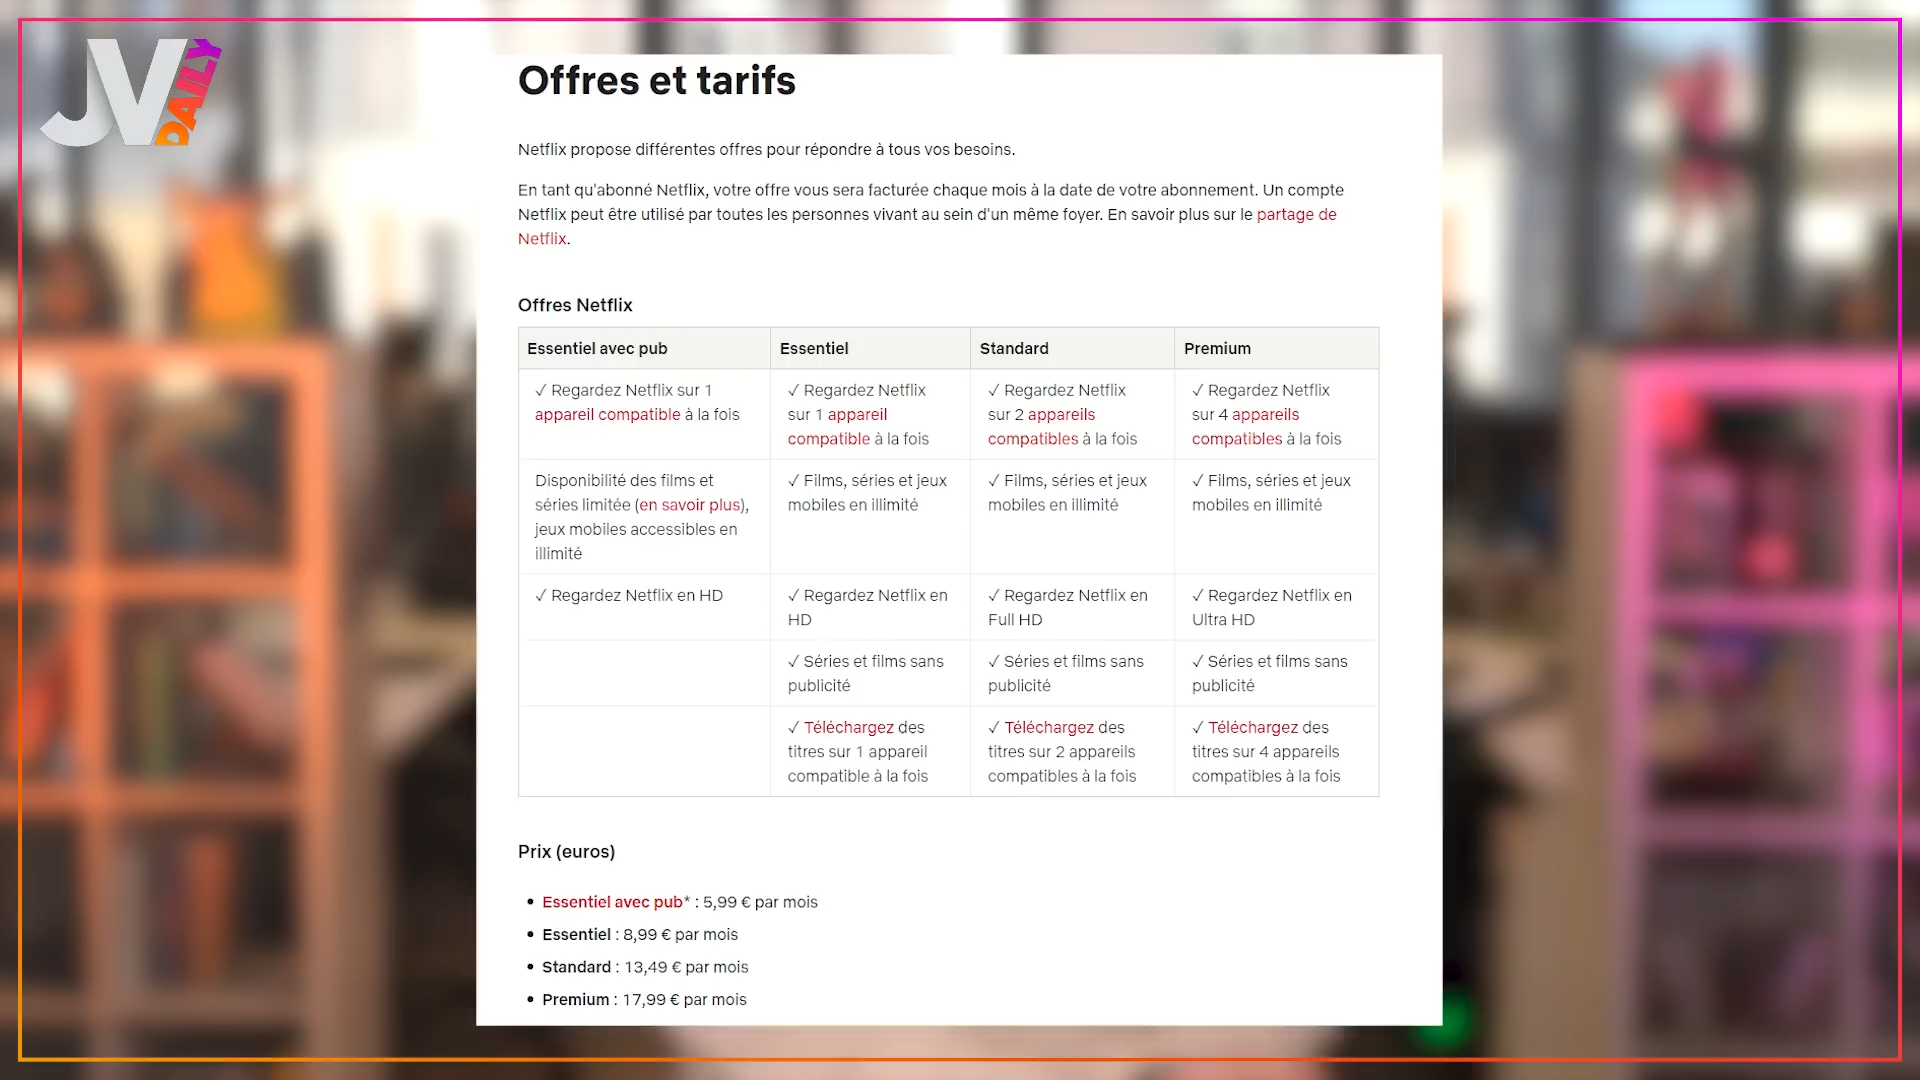 JV DAILY
Offres et tarifs
Netflix propose différentes offres pour répondre à tous vos besoins.
En tant qu'abonné Netflix, votre offre vous sera facturée chaque mois à la date de votre abonnement. Un compte
Netflix peut être utilisé par toutes les personnes vivant au sein d'un même foyer. En savoir plus sur le partage de
Netflix.
Offres Netflix
Essentiel avec pub Essentiel Standard Premium
✓ Regardez Netflix sur 1
appareil compatible à la fois
✓ Regardez Netflix
sur 1 appareil
compatible à la fois
✓ Regardez Netflix
sur 2 appareils
compatibles à la fois
✓ Regardez Netflix
sur 4 appareils
compatibles à la fois
Disponibilité des films et
séries limitée (en savoir plus),
jeux mobiles accessibles en
illimité
✓ Films, séries et jeux
mobiles en illimité
✓ Films, séries et jeux
mobiles en illimité
✓ Films, séries et jeux
mobiles en illimité
✓ Regardez Netflix en HD
✓ Regardez Netflix en
HD
✓ Regardez Netflix en
Full HD
✓ Regardez Netflix en
Ultra HD
✓ Séries et films sans
publicité
✓ Séries et films sans
publicité
✓ Séries et films sans
publicité
✓ Téléchargez des
titres sur 1 appareil
compatible à la fois
✓ Téléchargez des
titres sur 2 appareils
compatibles à la fois
✓ Téléchargez des
titres sur 4 appareils
compatibles à la fois
Prix (euros)
• Essentiel avec pub* : 5,99 € par mois
• Essentiel : 8,99 € par mois
• Standard : 13,49 € par mois
• Premium : 17,99 € par mois